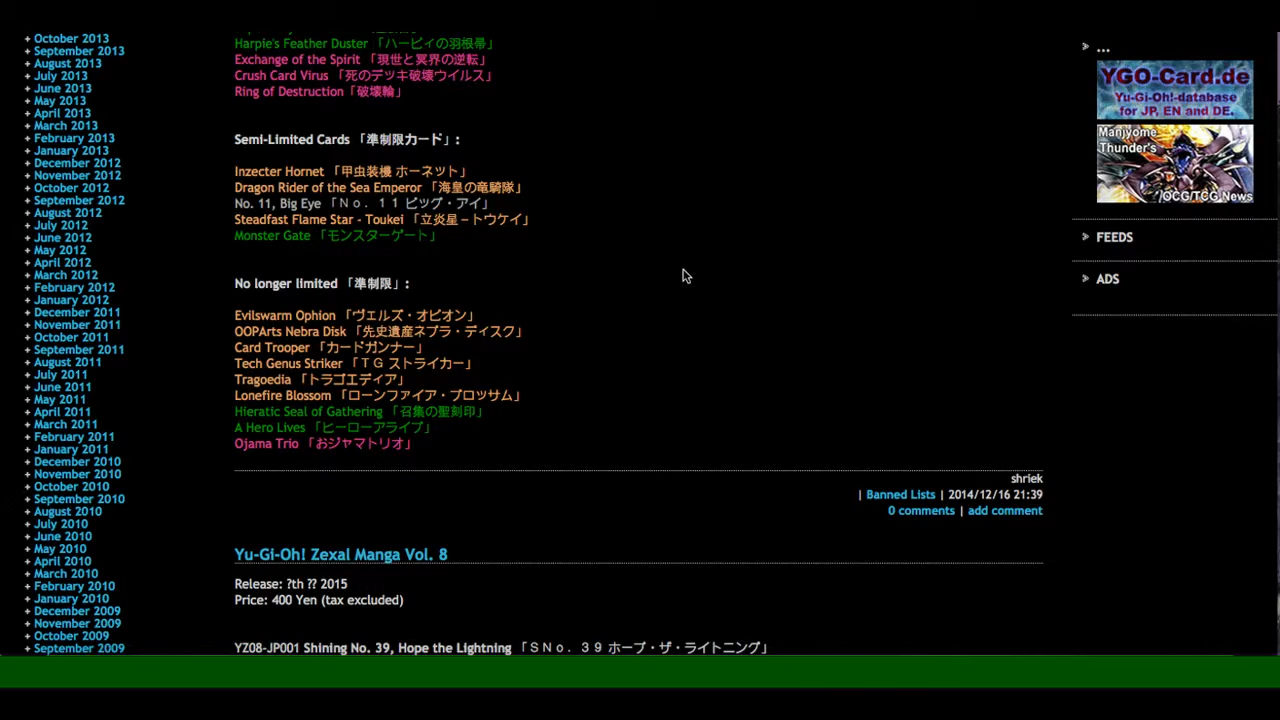 + October 2013
+ September 2013
+ August 2013
+ July 2013
+ June 2013
+ May 2013
+ April 2013
+ March 2013
+ February 2013
+ January 2013
+ December 2012
+ November 2012
+ October 2012
+ September 2012
+ August 2012
+ July 2012
+ June 2012
+ May 2012
+ April 2012
+ March 2012
+ February 2012
+ January 2012
+ December 2011
+ November 2011
+ October 2011
+ September 2011
+ August 2011
+ July 2011
+ June 2011
+ May 2011
+ April 2011
+ March 2011
+ February 2011
+ January 2011
+ December 2010
+ November 2010
+ October 2010
+ September 2010
+ August 2010
+ July 2010
+ June 2010
+ May 2010
+ April 2010
+ March 2010
+ February 2010
+ January 2010
+ December 2009
+ November 2009
+ October 2009
+ September 2009
Harpie's Feather Duster 「ハーピィの羽根帚」
Exchange of the Spirit 「現世と冥界の逆転」
Crush Card Virus 「死のデッキ破壊ウイルス」
Ring of Destruction「破壊輪」
Semi-Limited Cards 「準制限カード」:
Inzecter Hornet 「甲虫装機 ホーネット」
Dragon Rider of the Sea Emperor 「海皇の竜騎隊」
No. 11, Big Eye 「Ｎｏ．１１ ビッグ・アイ」
Steadfast Flame Star - Toukei 「立炎星－トウケイ」
Monster Gate 「モンスターゲート」
No longer limited 「準制限」:
Evilswarm Ophion 「ヴェルズ・オピオン」
OOPArts Nebra Disk 「先史遺産ネブラ・ディスク」
Card Trooper 「カードガンナー」
Tech Genus Striker 「ＴＧ ストライカー」
Tragoedia 「トラゴエディア」
Lonefire Blossom 「ローンファイア・ブロッサム」
Hieratic Seal of Gathering 「召集の聖刻印」
A Hero Lives 「ヒーローアライブ」
Ojama Trio 「おジャマトリオ」
shriek
| Banned Lists | 2014/12/16 21:39
0 comments | add comment
Yu-Gi-Oh! Zexal Manga Vol. 8
Release: ?th ?? 2015
Price: 400 Yen (tax excluded)
YZ08-JP001 Shining No. 39, Hope the Lightning 「ＳＮｏ．３９ ホープ・ザ・ライトニング」
...
YGO-Card.de
Yu-Gi-Oh!-database
for JP, EN and DE.
Manjyome
Thunder's
OCG/TCG News
FEEDS
ADS